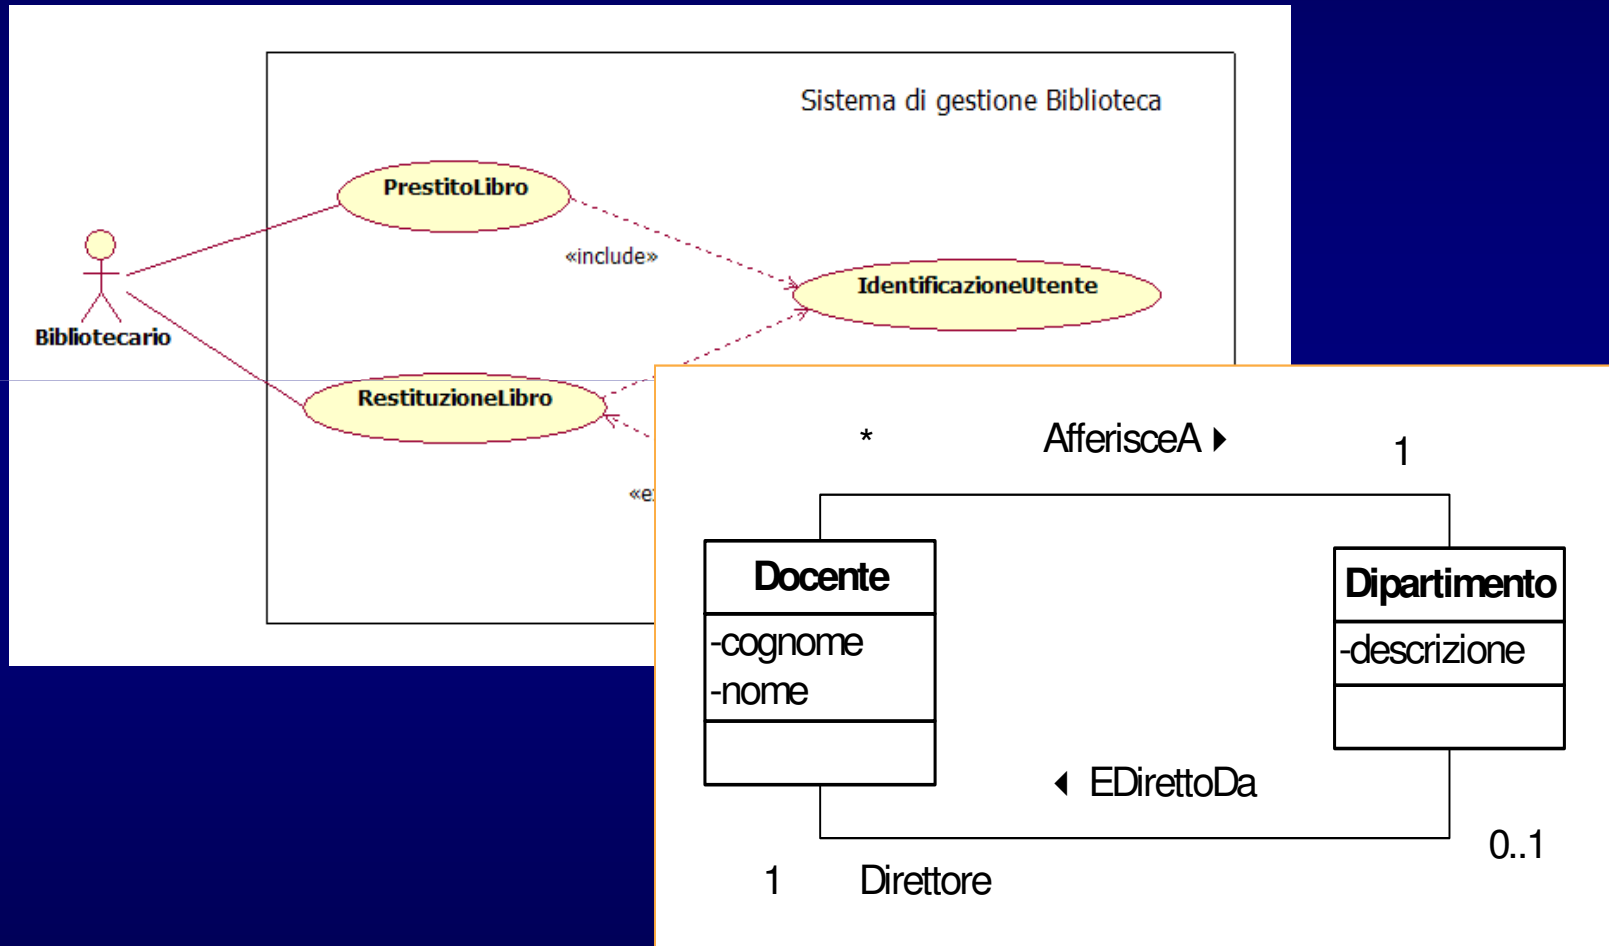 Sistema di gestione Biblioteca
PrestitoLibro
«include»
IdentificazioneUtente
Bibliotecario
RestituzioneLibro
* AfferisceA 1
Docente
-cognome
-nome
Dipartimento
-descrizione
EDirettoDa
0..1
1 Direttore